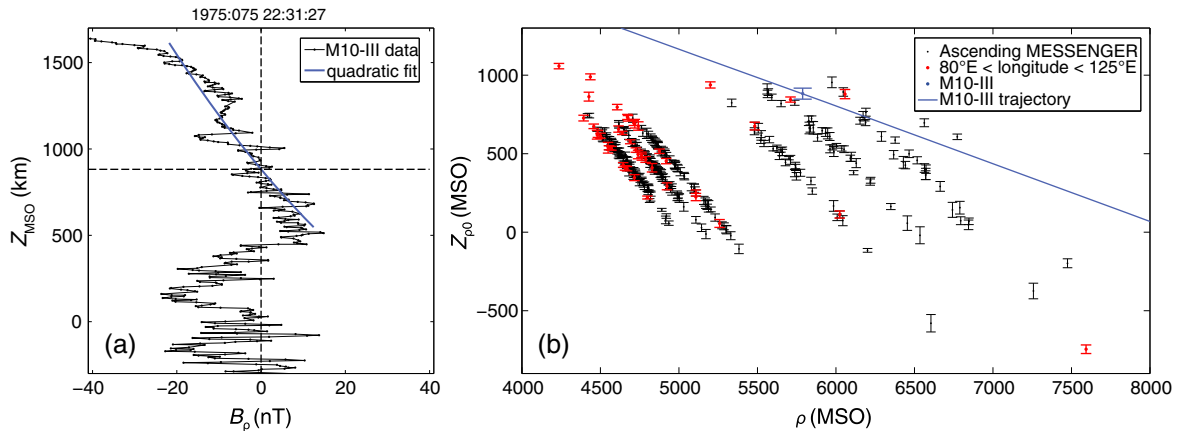 1975:075 22:31:27
M10-III data
quadratic fit
1500
1000
500
0
Z_MSO (km)
(a)
−40
−20
0
20
40
B_ρ (nT)
Ascending MESSENGER
80°E < longitude < 125°E
M10-III
M10-III trajectory
1000
500
0
−500
Z_ρ0 (MSO)
(b)
4000
4500
5000
5500
6000
6500
7000
7500
8000
ρ (MSO)